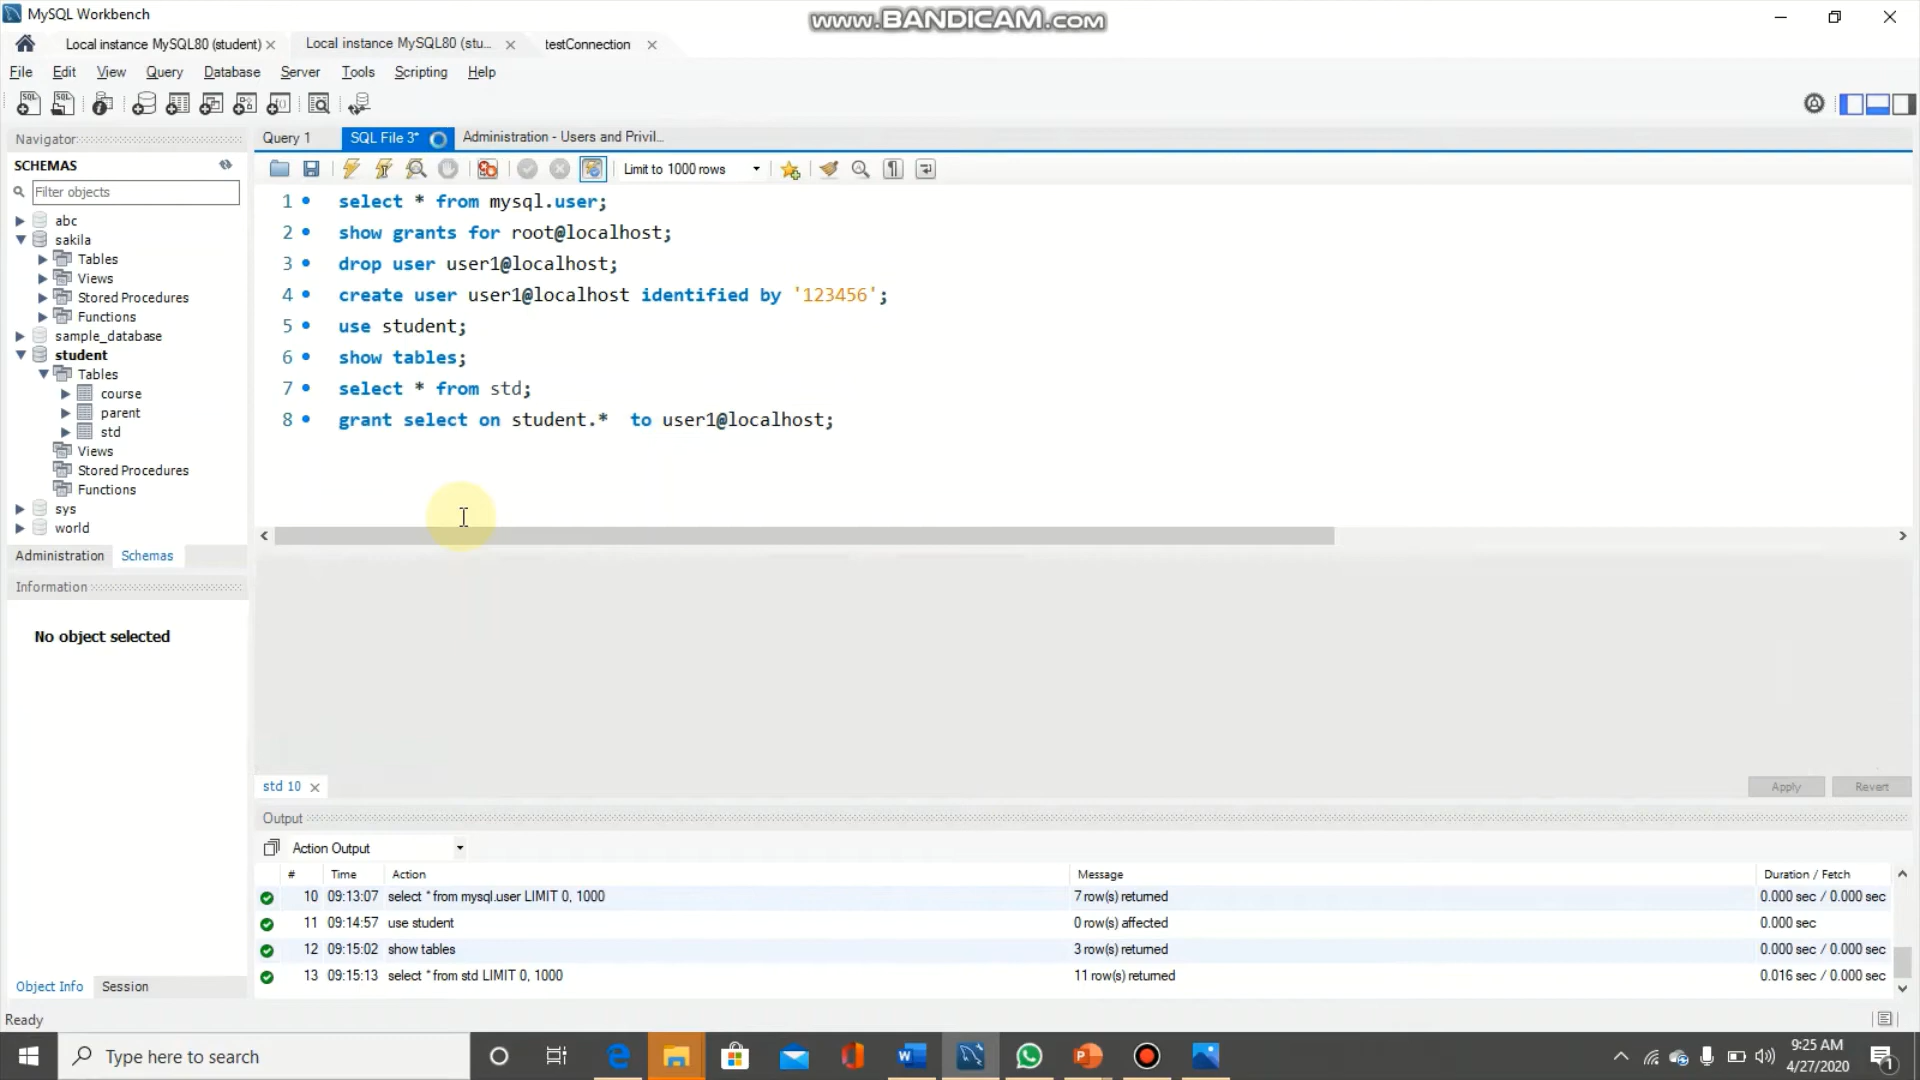 MySQL Workbench
www.BANDICAM.com
Local instance MySQL80 (student)
Local instance MySQL80 (stu...
testConnection
File Edit View Query Database Server Tools Scripting Help
Navigator
SCHEMAS
Filter objects
abc
sakila
Tables
Views
Stored Procedures
Functions
sample_database
student
Tables
course
parent
std
Views
Stored Procedures
Functions
sys
world
Administration Schemas
Information
No object selected
Object Info Session
Query 1
SQL File 3*
Administration - Users and Privil...
Limit to 1000 rows
1 select * from mysql.user;
2 show grants for root@localhost;
3 drop user user1@localhost;
4 create user user1@localhost identified by '123456';
5 use student;
6 show tables;
7 select * from std;
8 grant select on student.*  to user1@localhost;
std 10
Apply Revert
Output
Action Output
# Time Action Message Duration / Fetch
10 09:13:07 select * from mysql.user LIMIT 0, 1000 7 row(s) returned 0.000 sec / 0.000 sec
11 09:14:57 use student 0 row(s) affected 0.000 sec
12 09:15:02 show tables 3 row(s) returned 0.000 sec / 0.000 sec
13 09:15:13 select * from std LIMIT 0, 1000 11 row(s) returned 0.016 sec / 0.000 sec
Ready
Type here to search
9:25 AM
4/27/2020
1